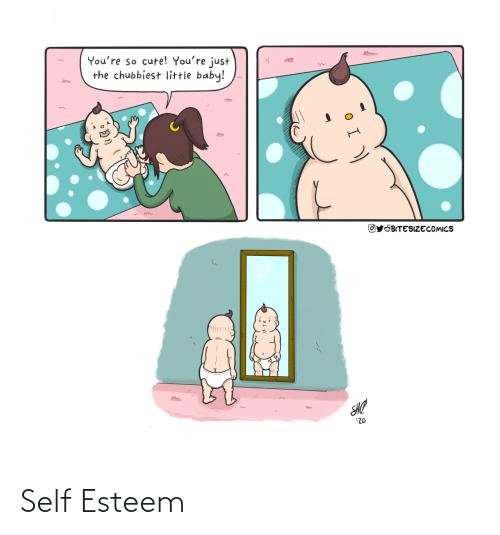 You're so cute! You're just
the chubbiest little baby!
@BITESIZECOMICS
'20
Self Esteem